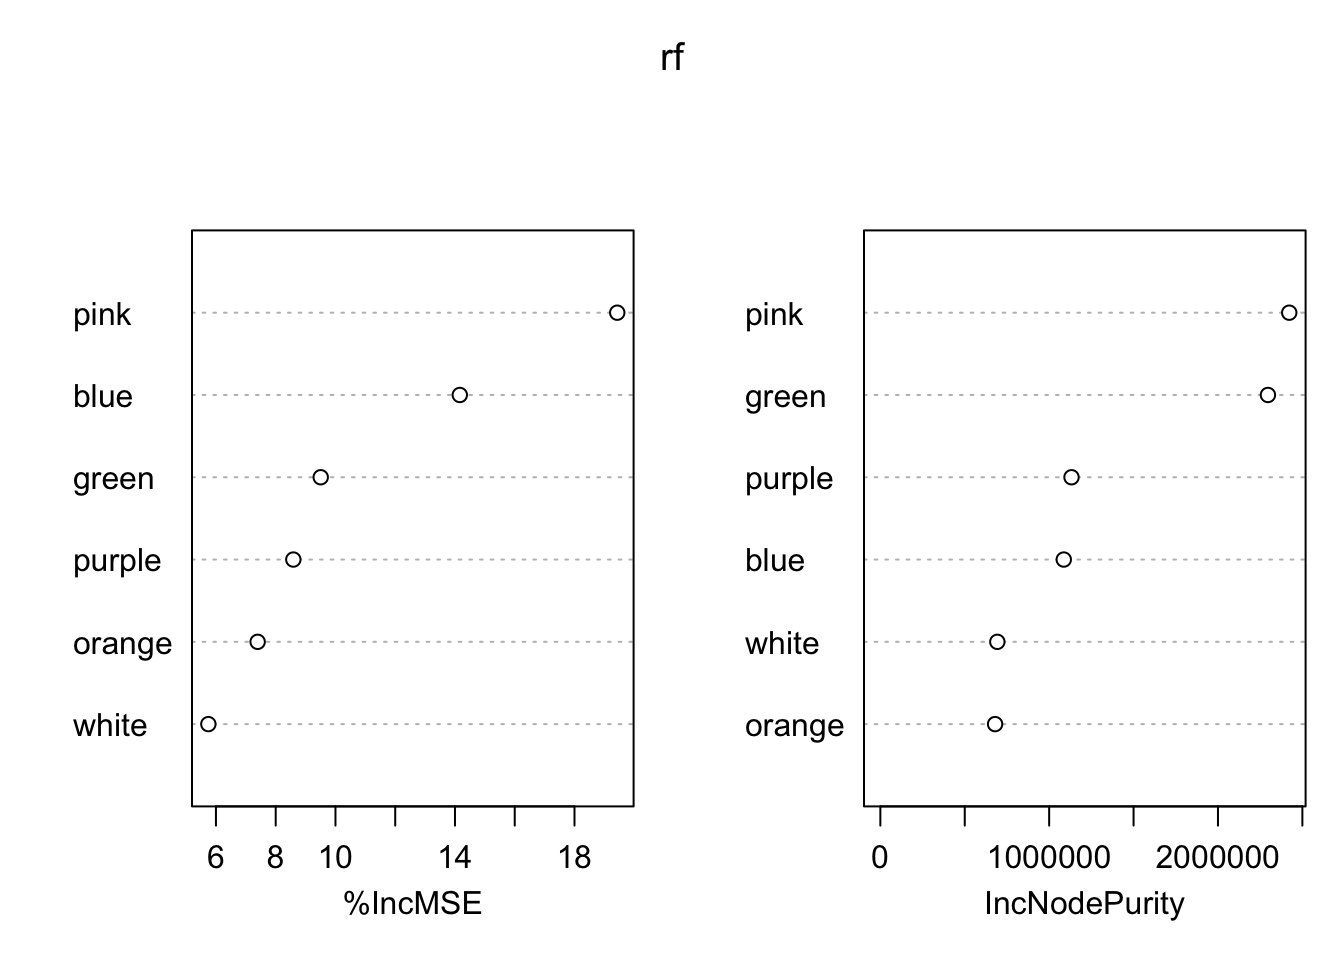 rf
pink
blue
green
purple
orange
white
6 8 10 14 18
%IncMSE
pink
green
purple
blue
white
orange
0 1000000 2000000
IncNodePurity